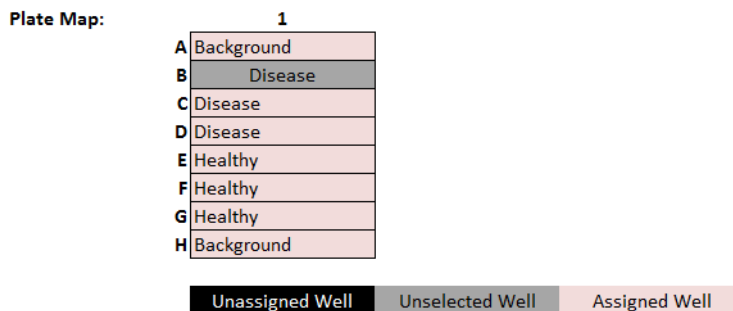 Plate Map: 1
A Background
B Disease
C Disease
D Disease
E Healthy
F Healthy
G Healthy
H Background
Unassigned Well Unselected Well Assigned Well